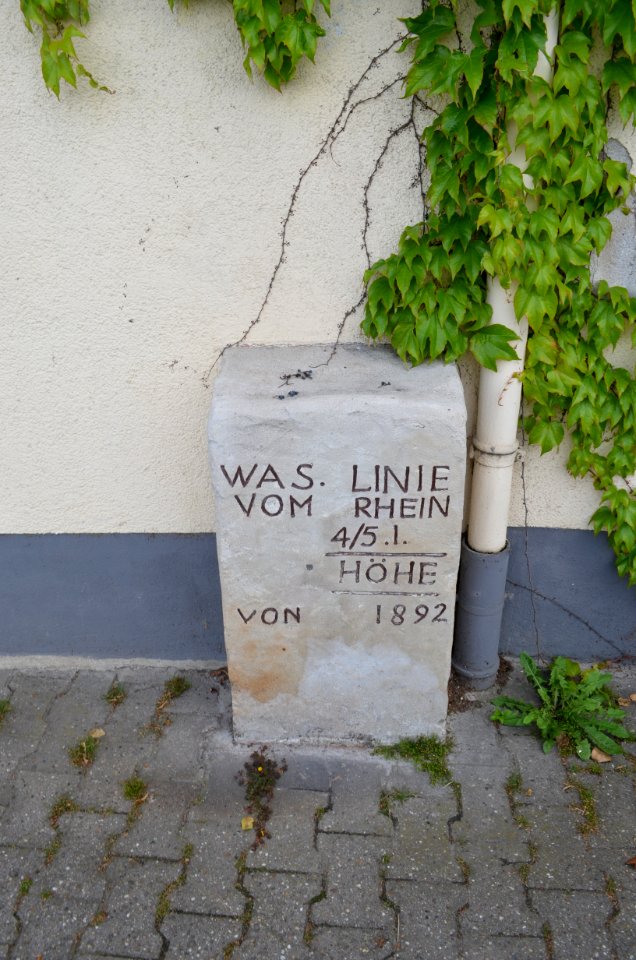 WAS. LINIE
VOM RHEIN
4/5.1.
HÖHE
VON 1892